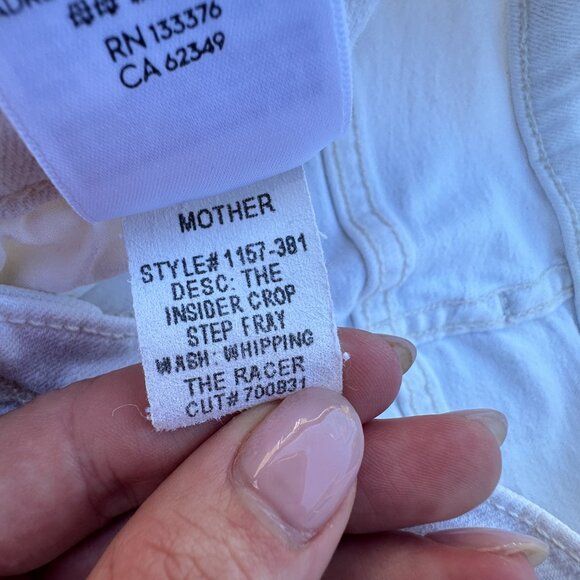 RN 133376
CA 62349
MOTHER
STYLE# 1157-381
DESC: THE
INSIDER CROP
STEP FRAY
WASH: WHIPPING
THE RACER
CUT# 700831